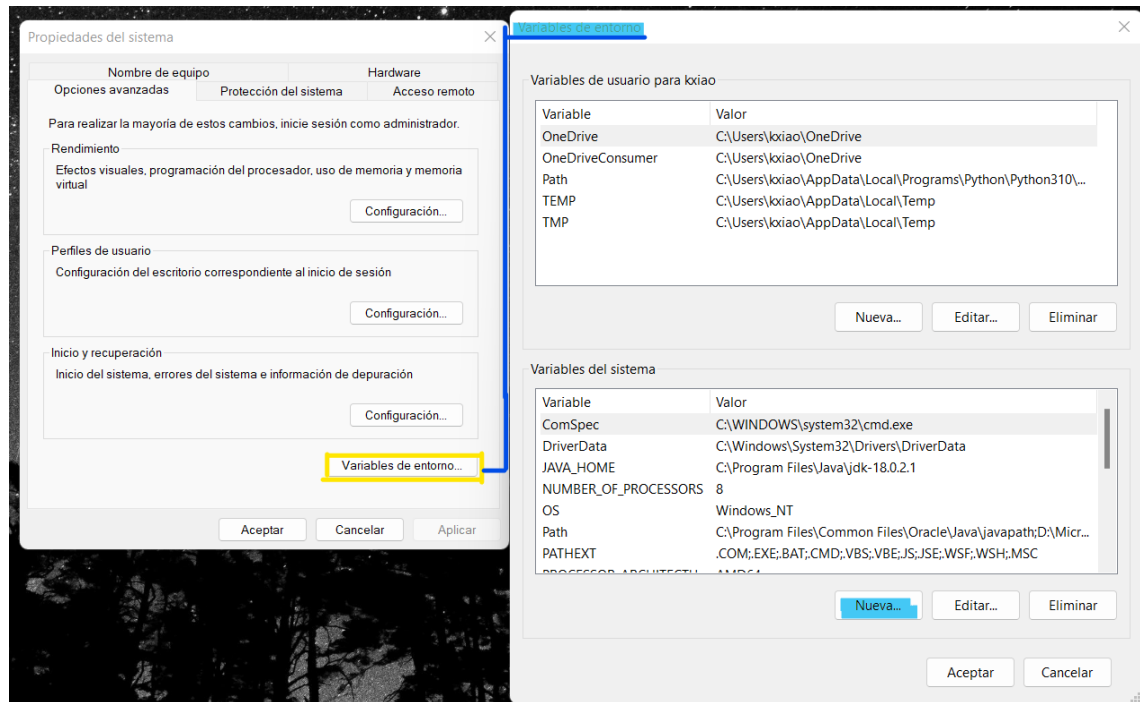 Propiedades del sistema
Nombre de equipo
Hardware
Opciones avanzadas
Protección del sistema
Acceso remoto
Para realizar la mayoría de estos cambios, inicie sesión como administrador.
Rendimiento
Efectos visuales, programación del procesador, uso de memoria y memoria
virtual
Configuración...
Perfiles de usuario
Configuración del escritorio correspondiente al inicio de sesión
Configuración...
Inicio y recuperación
Inicio del sistema, errores del sistema e información de depuración
Configuración...
Variables de entorno...
Aceptar
Cancelar
Aplicar
Variables de entorno
Variables de usuario para kxiao
Variable Valor
OneDrive C:\Users\kxiao\OneDrive
OneDriveConsumer C:\Users\kxiao\OneDrive
Path C:\Users\kxiao\AppData\Local\Programs\Python\Python310\...
TEMP C:\Users\kxiao\AppData\Local\Temp
TMP C:\Users\kxiao\AppData\Local\Temp
Nueva...
Editar...
Eliminar
Variables del sistema
Variable Valor
ComSpec C:\WINDOWS\system32\cmd.exe
DriverData C:\Windows\System32\Drivers\DriverData
JAVA_HOME C:\Program Files\Java\jdk-18.0.2.1
NUMBER_OF_PROCESSORS 8
OS Windows_NT
Path C:\Program Files\Common Files\Oracle\Java\javapath;D:\Micr...
PATHEXT .COM;.EXE;.BAT;.CMD;.VBS;.VBE;.JS;.JSE;.WSF;.WSH;.MSC
PROCESSOR_ARCHITECTU... AMD64
Nueva...
Editar...
Eliminar
Aceptar
Cancelar